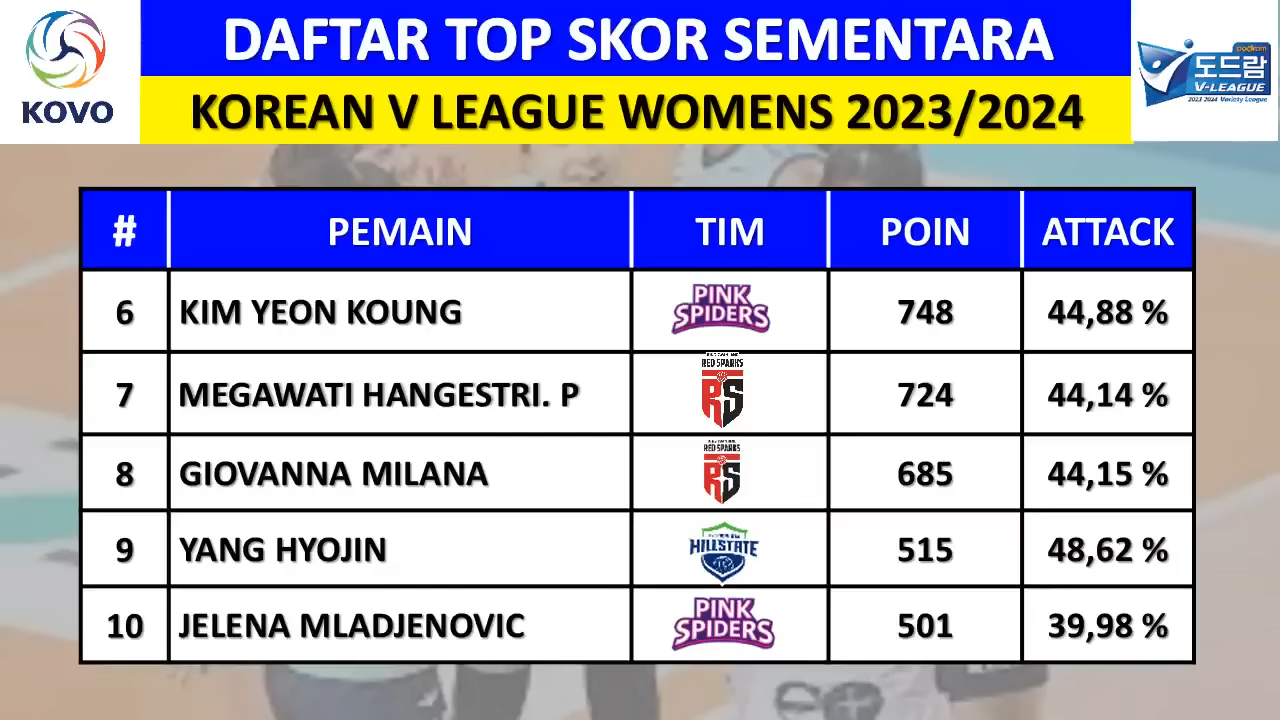 DAFTAR TOP SKOR SEMENTARA
KOREAN V LEAGUE WOMENS 2023/2024
KOVO
도드람
V-LEAGUE
# PEMAIN TIM POIN ATTACK
6 KIM YEON KOUNG PINK SPIDERS 748 44,88 %
7 MEGAWATI HANGESTRI. P RED SPARKS RS 724 44,14 %
8 GIOVANNA MILANA RED SPARKS RS 685 44,15 %
9 YANG HYOJIN HILLSTATE 515 48,62 %
10 JELENA MLADJENOVIC PINK SPIDERS 501 39,98 %